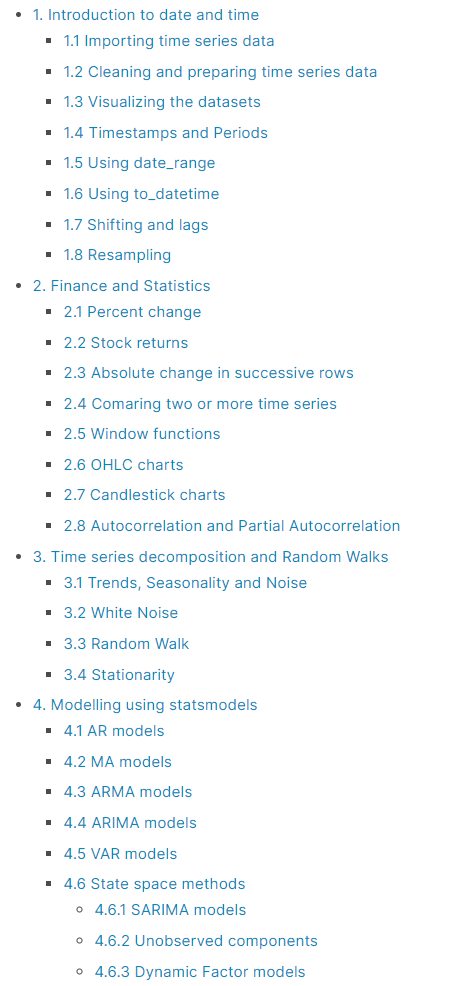 1. Introduction to date and time
1.1 Importing time series data
1.2 Cleaning and preparing time series data
1.3 Visualizing the datasets
1.4 Timestamps and Periods
1.5 Using date_range
1.6 Using to_datetime
1.7 Shifting and lags
1.8 Resampling
2. Finance and Statistics
2.1 Percent change
2.2 Stock returns
2.3 Absolute change in successive rows
2.4 Comaring two or more time series
2.5 Window functions
2.6 OHLC charts
2.7 Candlestick charts
2.8 Autocorrelation and Partial Autocorrelation
3. Time series decomposition and Random Walks
3.1 Trends, Seasonality and Noise
3.2 White Noise
3.3 Random Walk
3.4 Stationarity
4. Modelling using statsmodels
4.1 AR models
4.2 MA models
4.3 ARMA models
4.4 ARIMA models
4.5 VAR models
4.6 State space methods
4.6.1 SARIMA models
4.6.2 Unobserved components
4.6.3 Dynamic Factor models